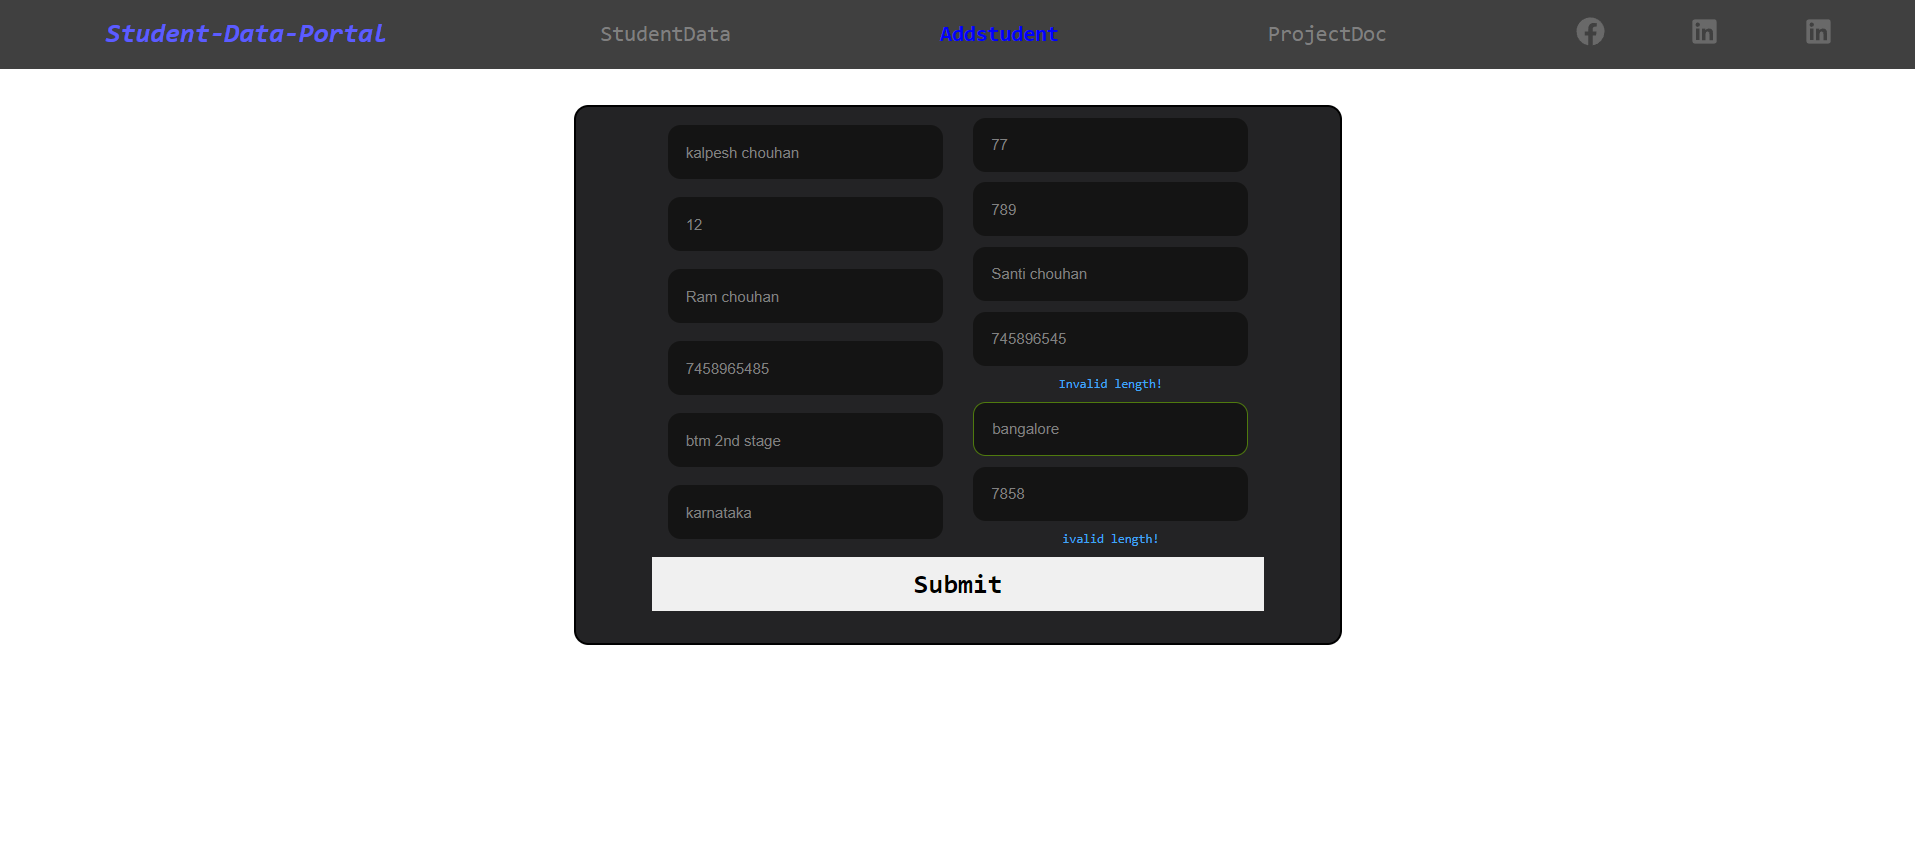 Student-Data-Portal
StudentData
Addstudent
ProjectDoc
kalpesh chouhan
77
12
789
Ram chouhan
Santi chouhan
7458965485
745896545
Invalid length!
btm 2nd stage
bangalore
karnataka
7858
ivalid length!
Submit